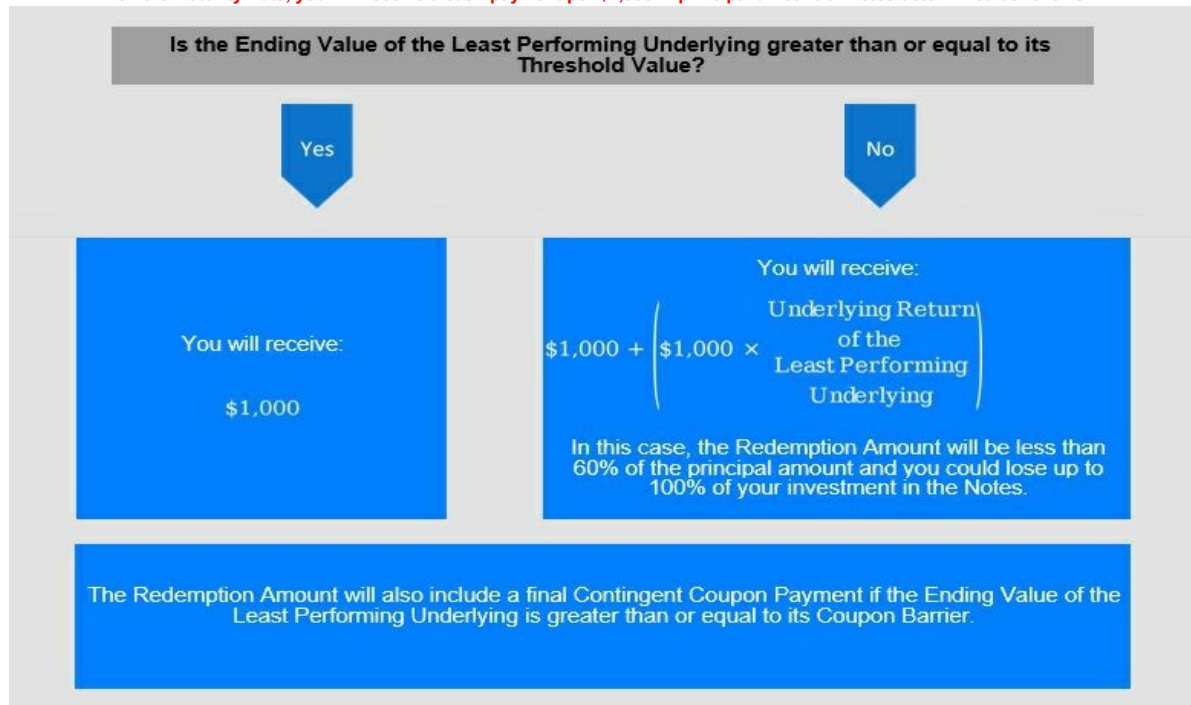 Is the Ending Value of the Least Performing Underlying greater than or equal to its
Threshold Value?
Yes
No
You will receive:
$1,000
You will receive:
$1,000 + ($1,000 × Underlying Return
of the
Least Performing
Underlying)
In this case, the Redemption Amount will be less than
60% of the principal amount and you could lose up to
100% of your investment in the Notes.
The Redemption Amount will also include a final Contingent Coupon Payment if the Ending Value of the
Least Performing Underlying is greater than or equal to its Coupon Barrier.